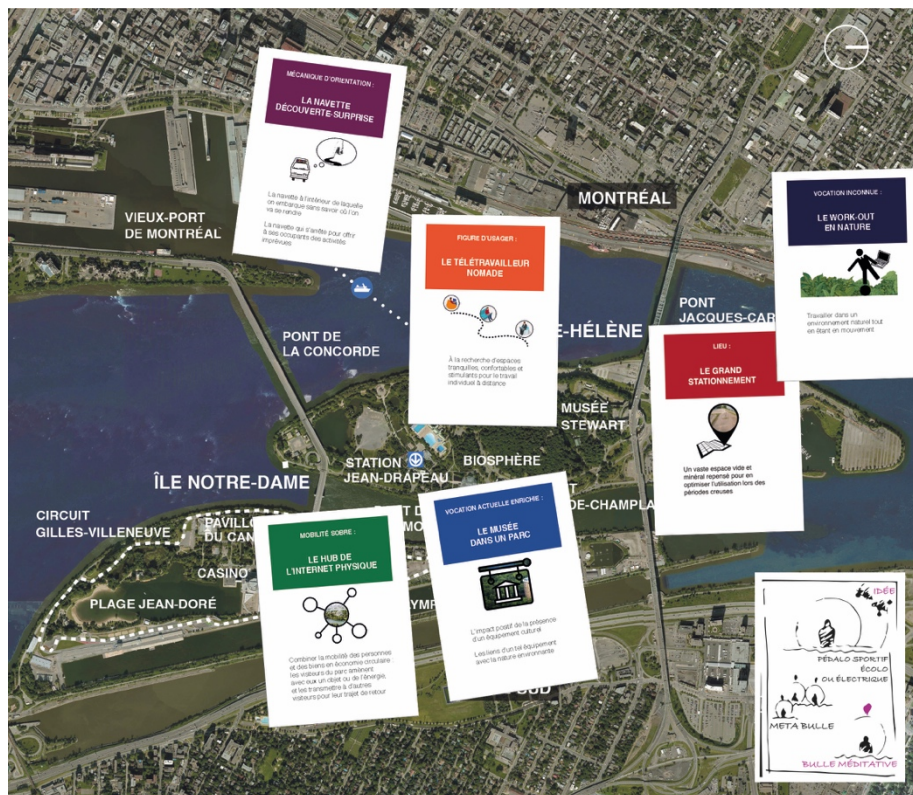 MÉCANIQUE D'ORIENTATION :
LA NAVETTE
DÉCOUVERTE-SURPRISE
La navette à l'intérieur de laquelle
on embarque sans savoir où l'on
va se rendre
La navette qui s'arrête pour offrir
à ses occupants des activités
imprévues
MONTRÉAL
VIEUX-PORT
DE MONTRÉAL
VOCATION INCONNUE :
LE WORK-OUT
EN NATURE
Travailler dans un
environnement naturel tout
en étant en mouvement
FIGURE D'USAGER :
LE TÉLÉTRAVAILLEUR
NOMADE
À la recherche d'espaces
tranquilles, confortables et
stimulants pour le travail
individuel à distance
PONT DE
LA CONCORDE
E-HÉLÈNE
PONT
JACQUES-CAR
LIEU :
LE GRAND
STATIONNEMENT
Un vaste espace vide et
minéral repensé pour en
optimiser l'utilisation lors des
périodes creuses
MUSÉE
STEWART
STATION
JEAN-DRAPEAU
BIOSPHÈRE
ÎLE NOTRE-DAME
CIRCUIT
GILLES-VILLENEUVE
PAVILLO
DU CAN
CASINO
PLAGE JEAN-DORÉ
DE-CHAMPLA
MOBILITÉ SOBRE :
LE HUB DE
L'INTERNET PHYSIQUE
Combiner la mobilité des personnes
et des biens en économie circulaire :
les visiteurs du parc amènent
avec eux un objet ou de l'énergie,
et les transmettre à d'autres
visiteurs pour leur trajet de retour
VOCATION ACTUELLE ENRICHIE :
LE MUSÉE
DANS UN PARC
L'impact positif de la présence
d'un équipement culturel
Les liens d'un tel équipement
avec la nature environnante
LYMP
SUD
IDÉE
PÉDALO SPORTIF
ÉCOLO
OU ÉLECTRIQUE
META BULLE
BULLE MÉDITATIVE